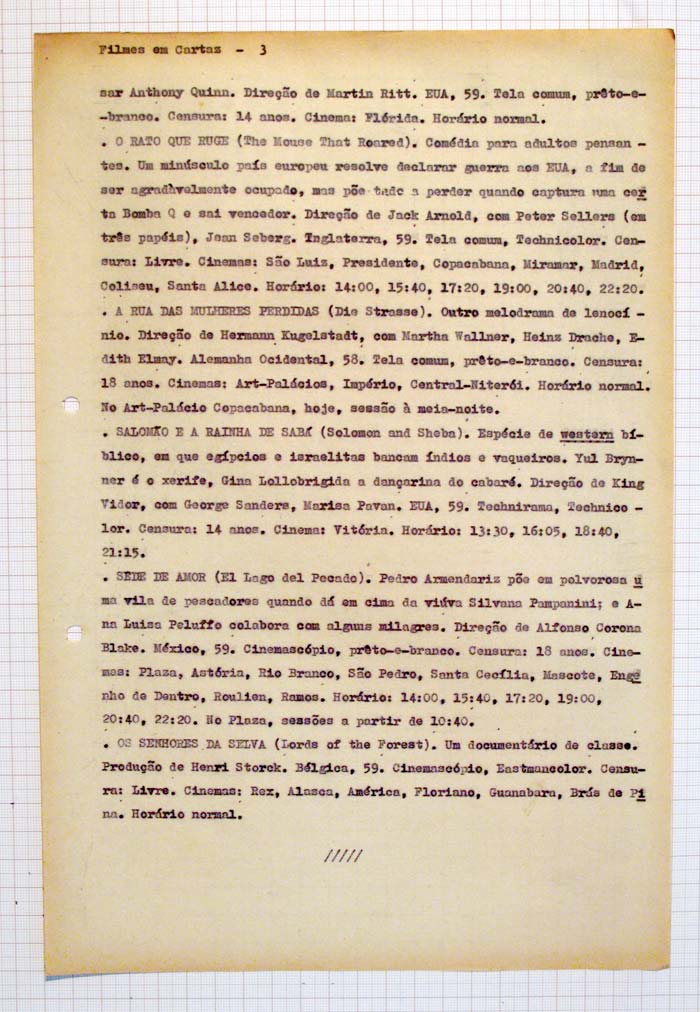 Filmes em Cartaz - 3
sar Anthony Quinn. Direção de Martin Ritt. EUA, 59. Tela comum, prêto-e-
-branco. Censura: 14 anos. Cinema: Flórida. Horário normal.
. O RATO QUE RUGE (The Mouse That Roared). Comédia para adultos pensan -
tes. Um minúsculo país europeu resolve declarar guerra aos EUA, a fim de
ser agradàvelmente ocupado, mas põe tudo a perder quando captura uma cer
ta Bomba Q e sai vencedor. Direção de Jack Arnold, com Peter Sellers (em
três papéis), Jean Seberg. Inglaterra, 59. Tela comum, Technicolor. Cen-
sura: Livre. Cinemas: São Luiz, Presidente, Copacabana, Miramar, Madrid,
Coliseu, Santa Alice. Horário: 14:00, 15:40, 17:20, 19:00, 20:40, 22:20.
. A RUA DAS MULHERES PERDIDAS (Die Strasse). Outro melodrama de lenocí -
nio. Direção de Hermann Kugelstadt, com Martha Wallner, Heinz Drache, E-
dith Elmay. Alemanha Ocidental, 58. Tela comum, prêto-e-branco. Censura:
18 anos. Cinemas: Art-Palácios, Império, Central-Niterói. Horário normal.
No Art-Palácio Copacabana, hoje, sessão à meia-noite.
. SALOMÃO E A RAINHA DE SABÁ (Solomon and Sheba). Espécie de western bí-
blico, em que egípcios e israelitas bancam índios e vaqueiros. Yul Bryn-
ner é o xerife, Gina Lollobrigida a dançarina do cabaré. Direção de King
Vidor, com George Sanders, Marisa Pavan. EUA, 59. Technirama, Technico -
lor. Censura: 14 anos. Cinema: Vitória. Horário: 13:30, 16:05, 18:40,
21:15.
. SÊDE DE AMOR (El Lago del Pecado). Pedro Armendariz põe em polvorosa u
ma vila de pescadores quando dá em cima da viúva Silvana Pampanini; e A-
na Luisa Peluffo colabora com alguns milagres. Direção de Alfonso Corona
Blake. México, 59. Cinemascópio, prêto-e-branco. Censura: 18 anos. Cine-
mas: Plaza, Astória, Rio Branco, São Pedro, Santa Cecília, Mascote, Enge
nho de Dentro, Roulien, Ramos. Horário: 14:00, 15:40, 17:20, 19:00,
20:40, 22:20. No Plaza, sessões a partir de 10:40.
. OS SENHORES DA SELVA (Lords of the Forest). Um documentário de classe.
Produção de Henri Storck. Bélgica, 59. Cinemascópio, Eastmancolor. Censu-
ra: Livre. Cinemas: Rex, Alasca, América, Floriano, Guanabara, Brás de Pi
na. Horário normal.
/////